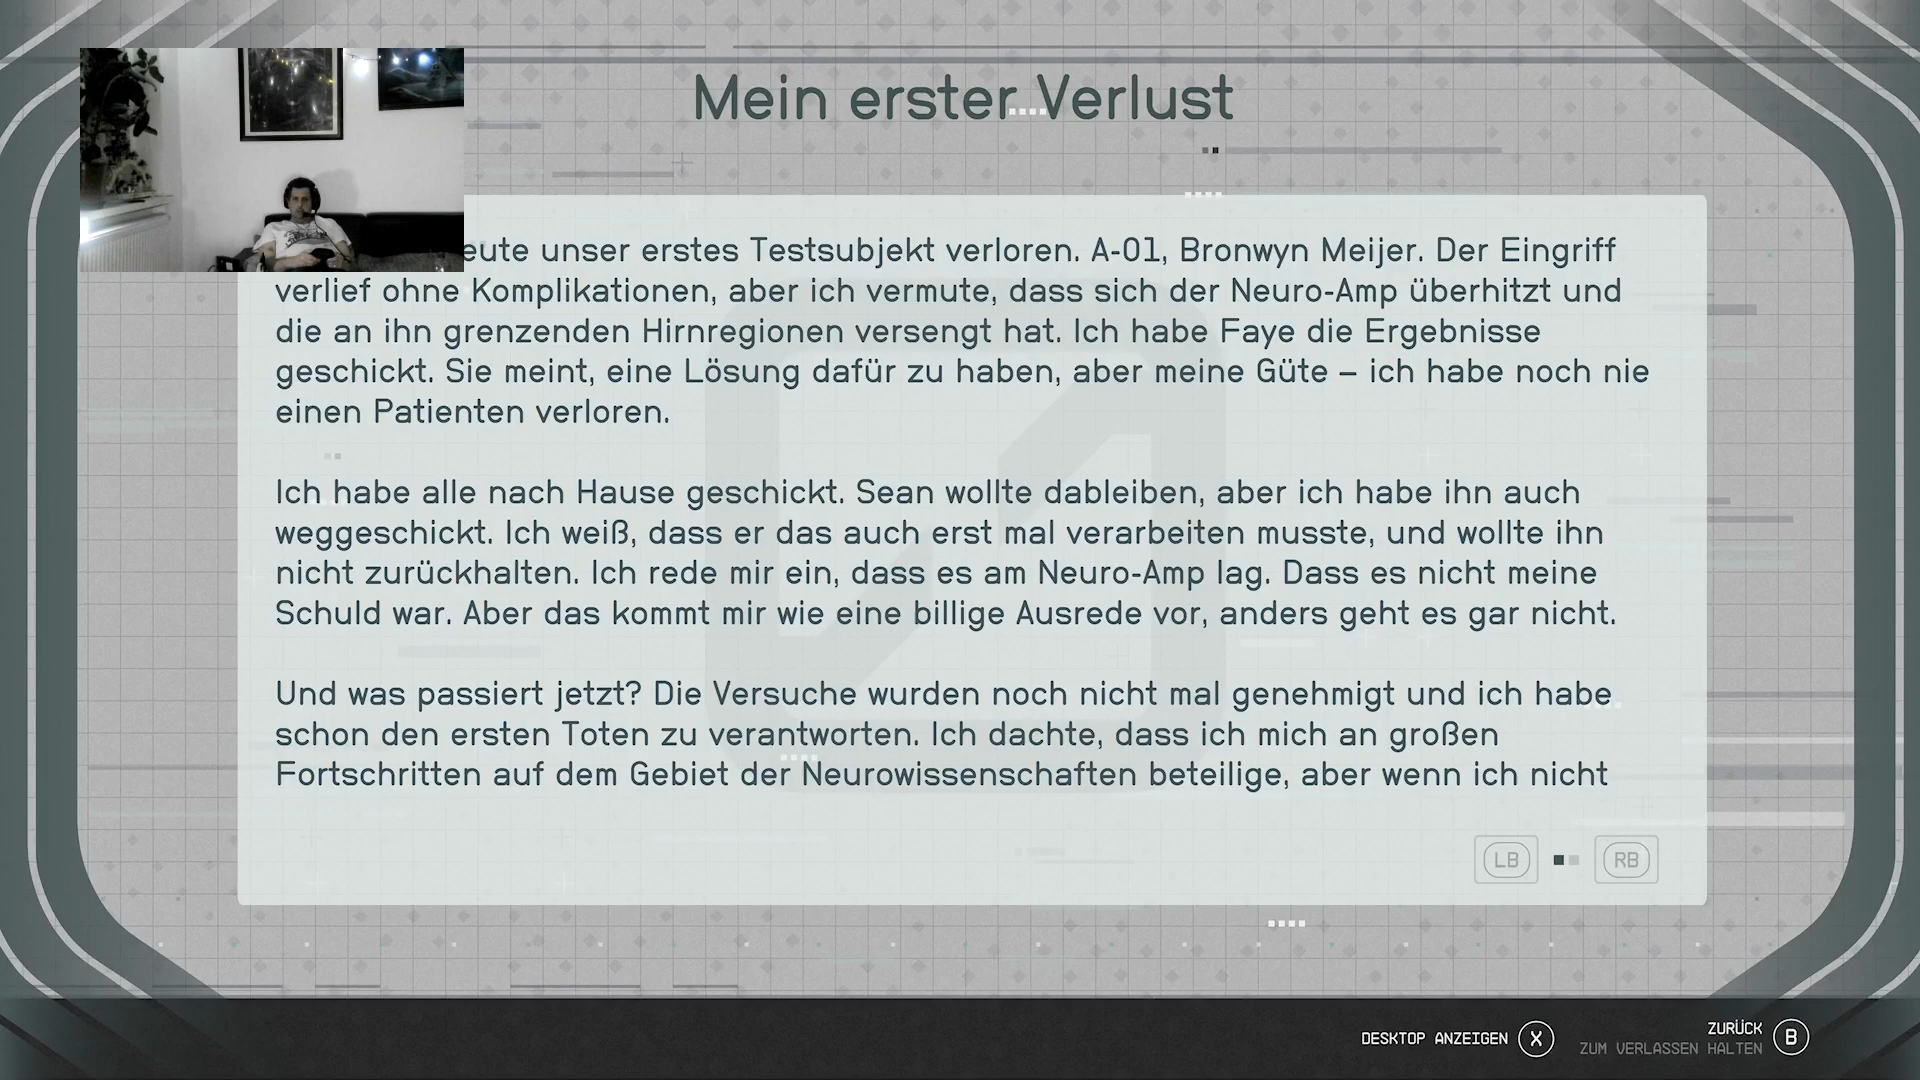 Mein erster Verlust
unser erstes Testsubjekt verloren. A-01, Bronwyn Meijer. Der Eingriff
verlief ohne Komplikationen, aber ich vermute, dass sich der Neuro-Amp überhitzt und
die an ihn grenzenden Hirnregionen versengt hat. Ich habe Faye die Ergebnisse
geschickt. Sie meint, eine Lösung dafür zu haben, aber meine Güte – ich habe noch nie
einen Patienten verloren.
Ich habe alle nach Hause geschickt. Sean wollte dableiben, aber ich habe ihn auch
weggeschickt. Ich weiß, dass er das auch erst mal verarbeiten musste, und wollte ihn
nicht zurückhalten. Ich rede mir ein, dass es am Neuro-Amp lag. Dass es nicht meine
Schuld war. Aber das kommt mir wie eine billige Ausrede vor, anders geht es gar nicht.
Und was passiert jetzt? Die Versuche wurden noch nicht mal genehmigt und ich habe
schon den ersten Toten zu verantworten. Ich dachte, dass ich mich an großen
Fortschritten auf dem Gebiet der Neurowissenschaften beteilige, aber wenn ich nicht
LB RB
DESKTOP ANZEIGEN X
ZURÜCK B
ZUM VERLASSEN HALTEN